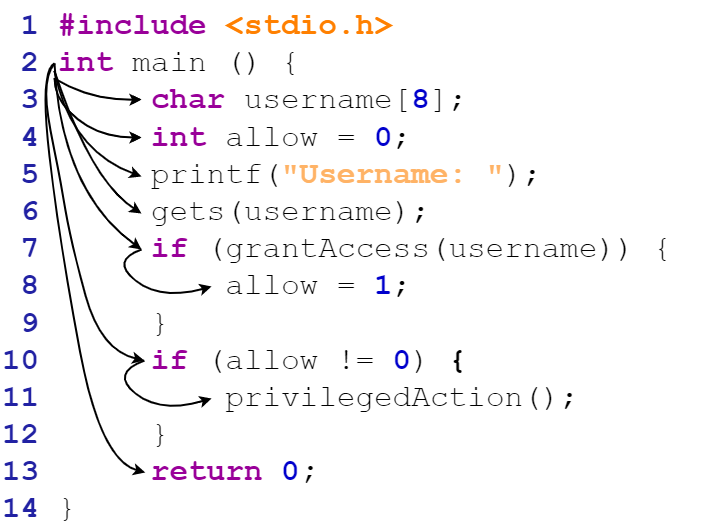 1 #include <stdio.h>
2 int main () {
3 char username[8];
4 int allow = 0;
5 printf("Username: ");
6 gets(username);
7 if (grantAccess(username)) {
8 allow = 1;
9 }
10 if (allow != 0) {
11 privilegedAction();
12 }
13 return 0;
14 }